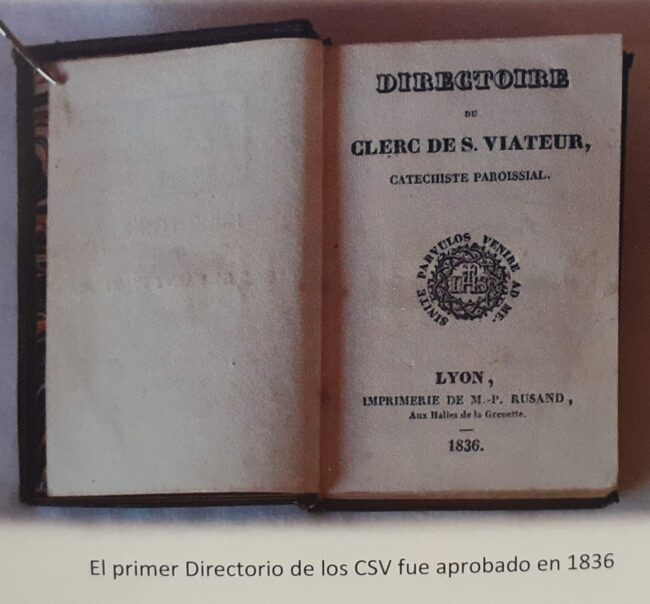 DIRECTOIRE
DU
CLERC DE S. VIATEUR,
CATECHISTE PAROISSIAL.
SINITE PARVULOS VENIRE AD ME.
IHS
LYON,
IMPRIMERIE DE M.-P. RUSAND,
Aux Halles de la Grenette.
1836.
El primer Directorio de los CSV fue aprobado en 1836